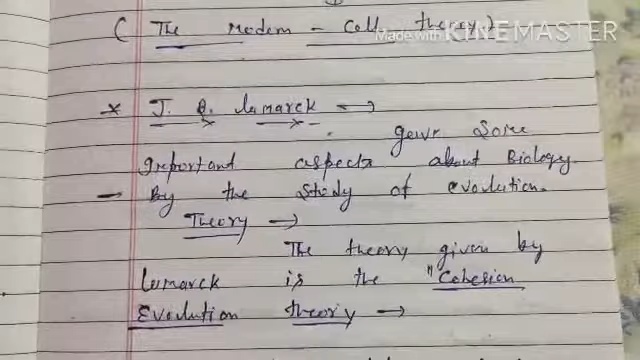 ( The modern - cell theory )
Made with KINEMASTER
* J. B. lamarck →
gave Some
Important aspects about Biology.
- By the study of evolution.
Theory →
The theory given by
lamarck is the "Cohesion
Evolution theory →